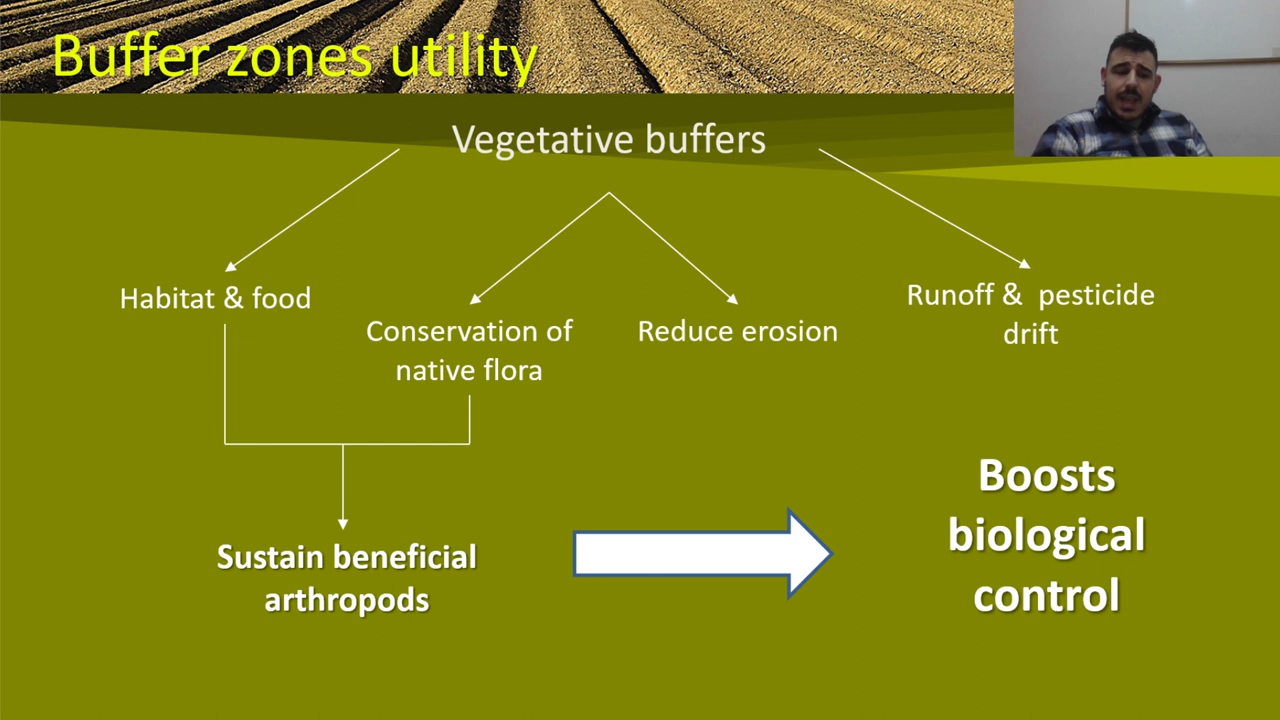 Buffer zones utility
Vegetative buffers
Habitat & food
Conservation of
native flora
Reduce erosion
Runoff &  pesticide
drift
Sustain beneficial
arthropods
Boosts
biological
control